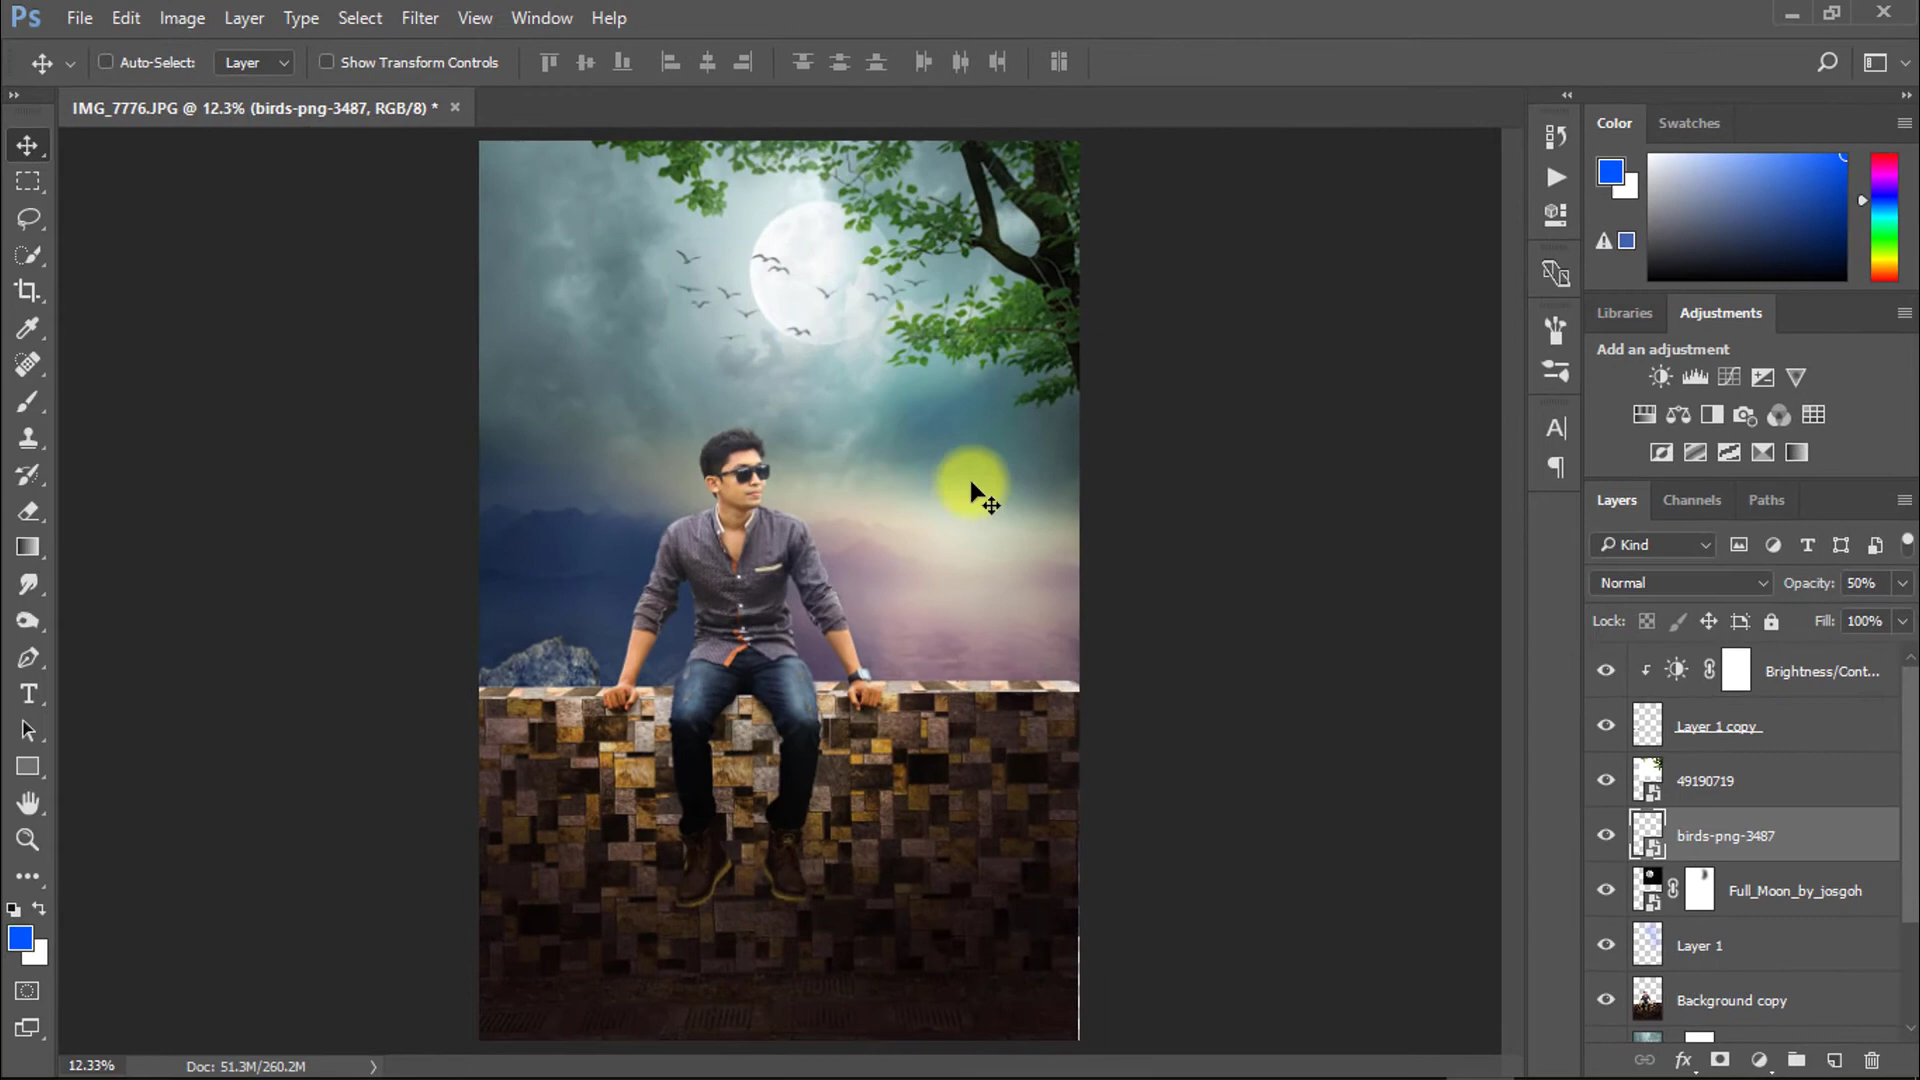 Ps File Edit Image Layer Type Select Filter View Window Help
Auto-Select: Layer Show Transform Controls
IMG_7776.JPG @ 12.3% (birds-png-3487, RGB/8) *
Color Swatches
Libraries Adjustments
Add an adjustment
Layers Channels Paths
Kind
Normal Opacity: 50%
Lock: Fill: 100%
Brightness/Cont...
Layer 1 copy
49190719
birds-png-3487
Full_Moon_by_josgoh
Layer 1
Background copy
12.33% Doc: 51.3M/260.2M